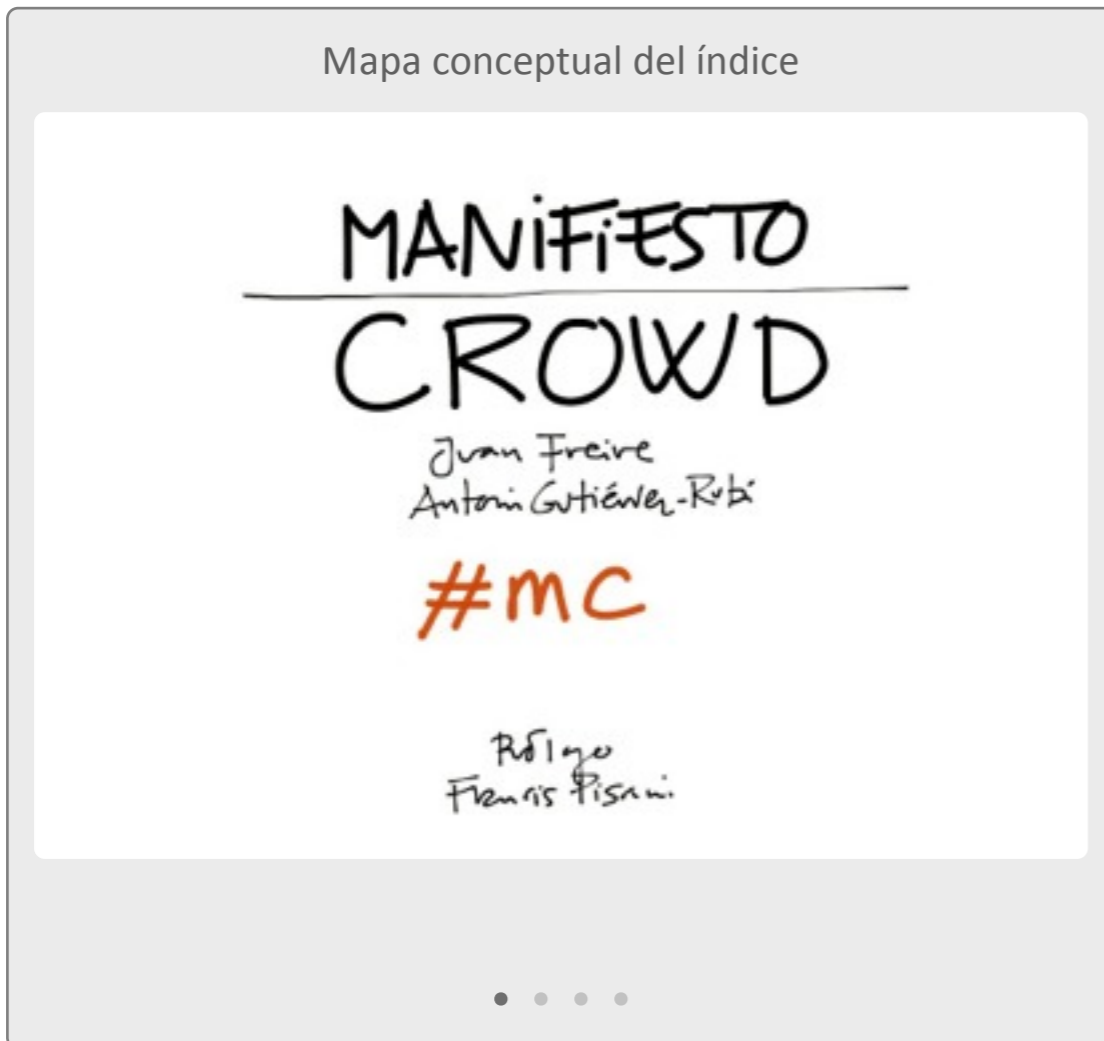 Mapa conceptual del índice
MANiFiESTO
CROWD
Juan Freire
Antoni Gutiérrez-Rubí
#mc
Prólogo
Francis Pisani.